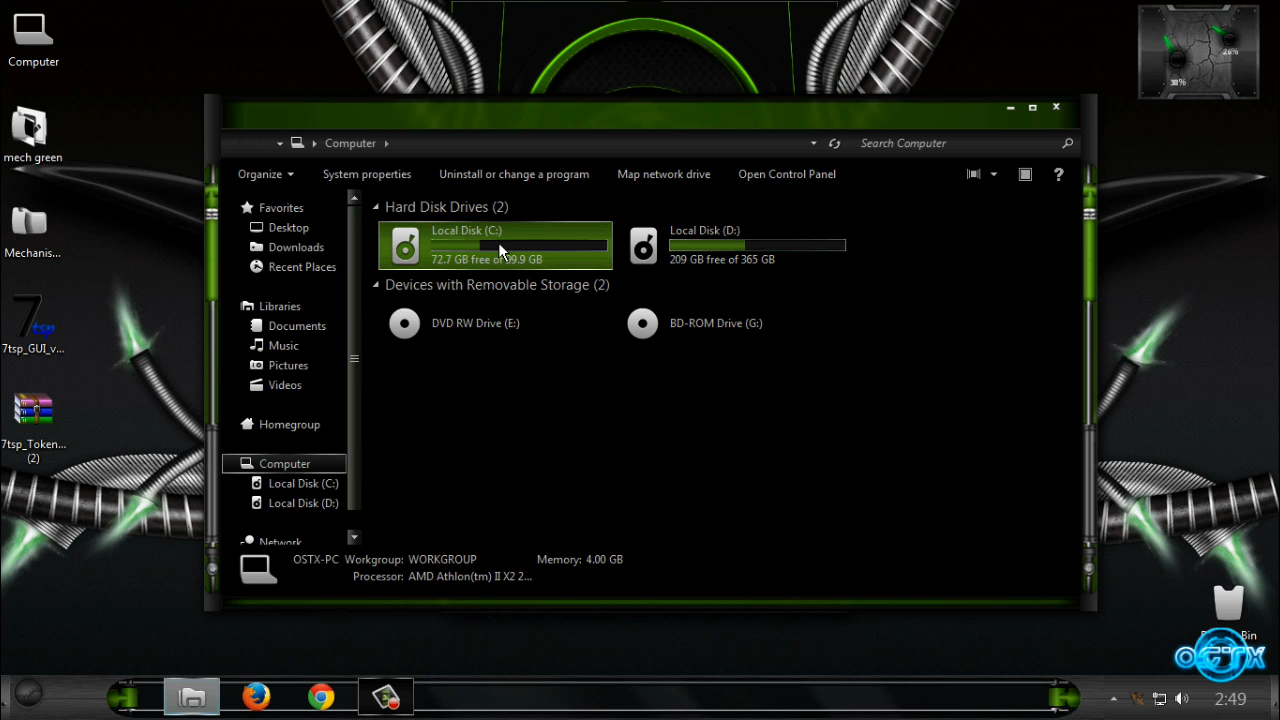 Computer
mech green
Mechanis...
7tsp_GUI_v...
7tsp_Token...
(2)
38%
26%
Computer
Search Computer
Organize
System properties
Uninstall or change a program
Map network drive
Open Control Panel
Favorites
Desktop
Downloads
Recent Places
Libraries
Documents
Music
Pictures
Videos
Homegroup
Computer
Local Disk (C:)
Local Disk (D:)
Network
Hard Disk Drives (2)
Local Disk (C:)
72.7 GB free of 99.9 GB
Local Disk (D:)
209 GB free of 365 GB
Devices with Removable Storage (2)
DVD RW Drive (E:)
BD-ROM Drive (G:)
OSTX-PC Workgroup: WORKGROUP Memory: 4.00 GB
Processor: AMD Athlon(tm) II X2 2...
Bin
2:49